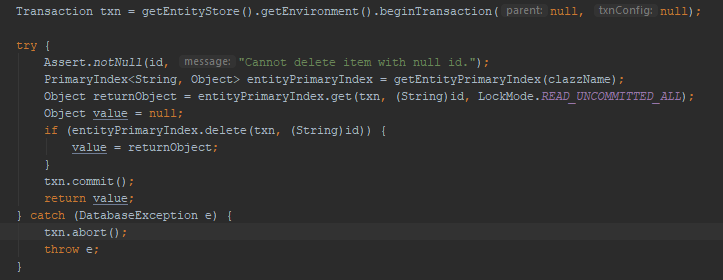 Transaction txn = getEntityStore().getEnvironment().beginTransaction( parent: null, txnConfig: null);
try {
Assert.notNull(id, message: "Cannot delete item with null id.");
PrimaryIndex<String, Object> entityPrimaryIndex = getEntityPrimaryIndex(clazzName);
Object returnObject = entityPrimaryIndex.get(txn, (String)id, LockMode.READ_UNCOMMITTED_ALL);
Object value = null;
if (entityPrimaryIndex.delete(txn, (String)id)) {
value = returnObject;
}
txn.commit();
return value;
} catch (DatabaseException e) {
txn.abort();
throw e;
}